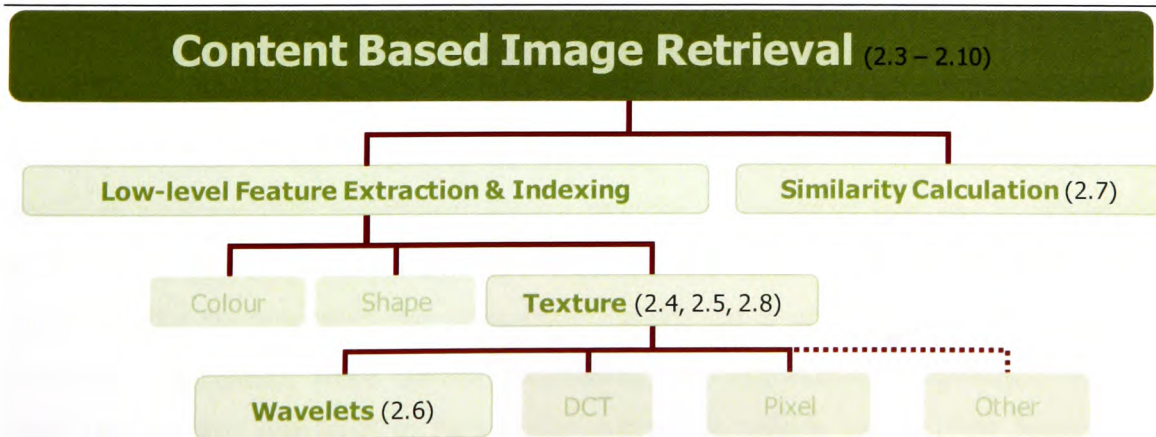 Content Based Image Retrieval (2.3 – 2.10)
Low-level Feature Extraction & Indexing
Similarity Calculation (2.7)
Colour
Shape
Texture (2.4, 2.5, 2.8)
Wavelets (2.6)
DCT
Pixel
Other